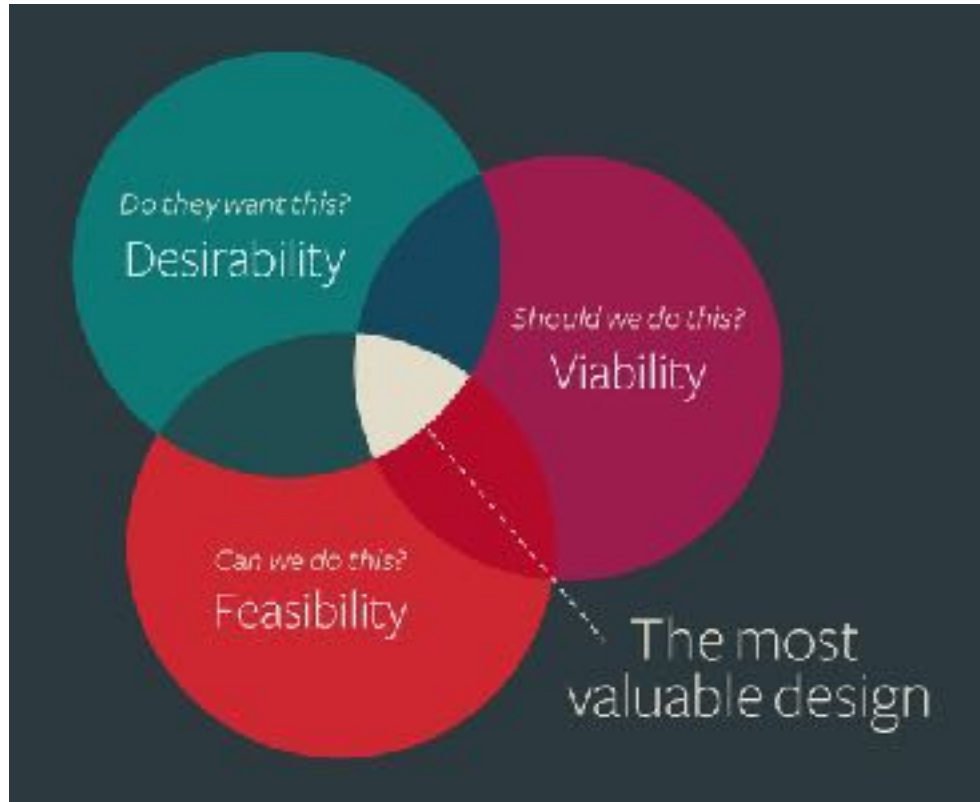 Do they want this?
Desirability
Should we do this?
Viability
Can we do this?
Feasibility
The most
valuable design